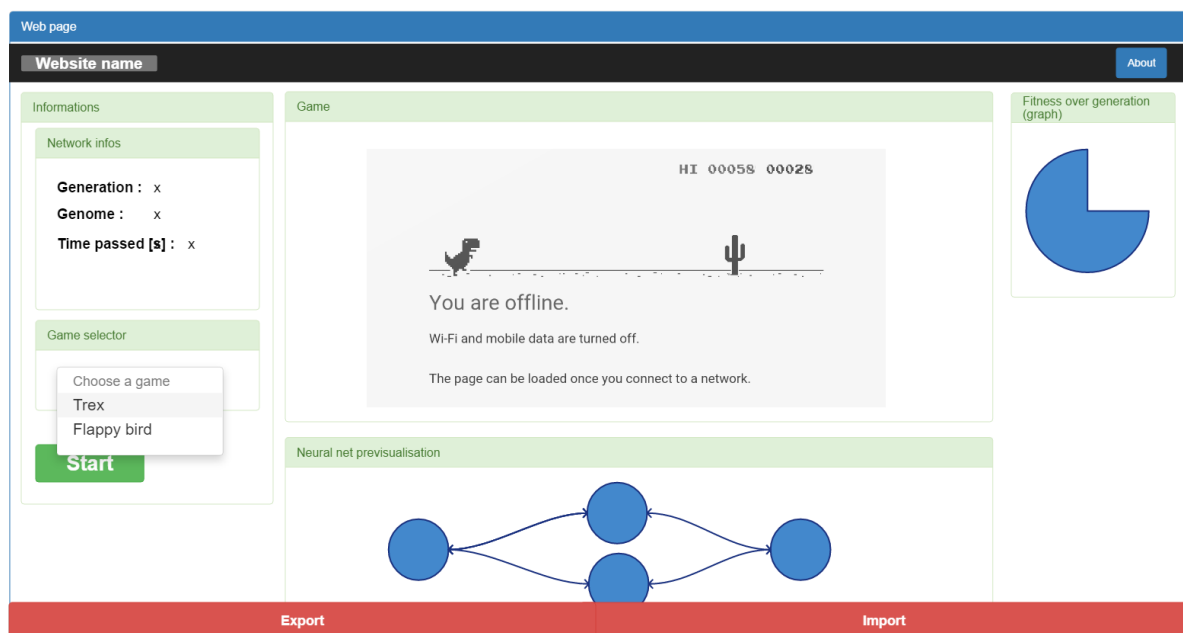 Web page
Website name
About
Informations
Network infos
Generation : x
Genome : x
Time passed [s] : x
Game selector
Choose a game
Trex
Flappy bird
Start
Game
HI 00058 00028
You are offline.
Wi-Fi and mobile data are turned off.
The page can be loaded once you connect to a network.
Neural net previsualisation
Fitness over generation
(graph)
Export
Import